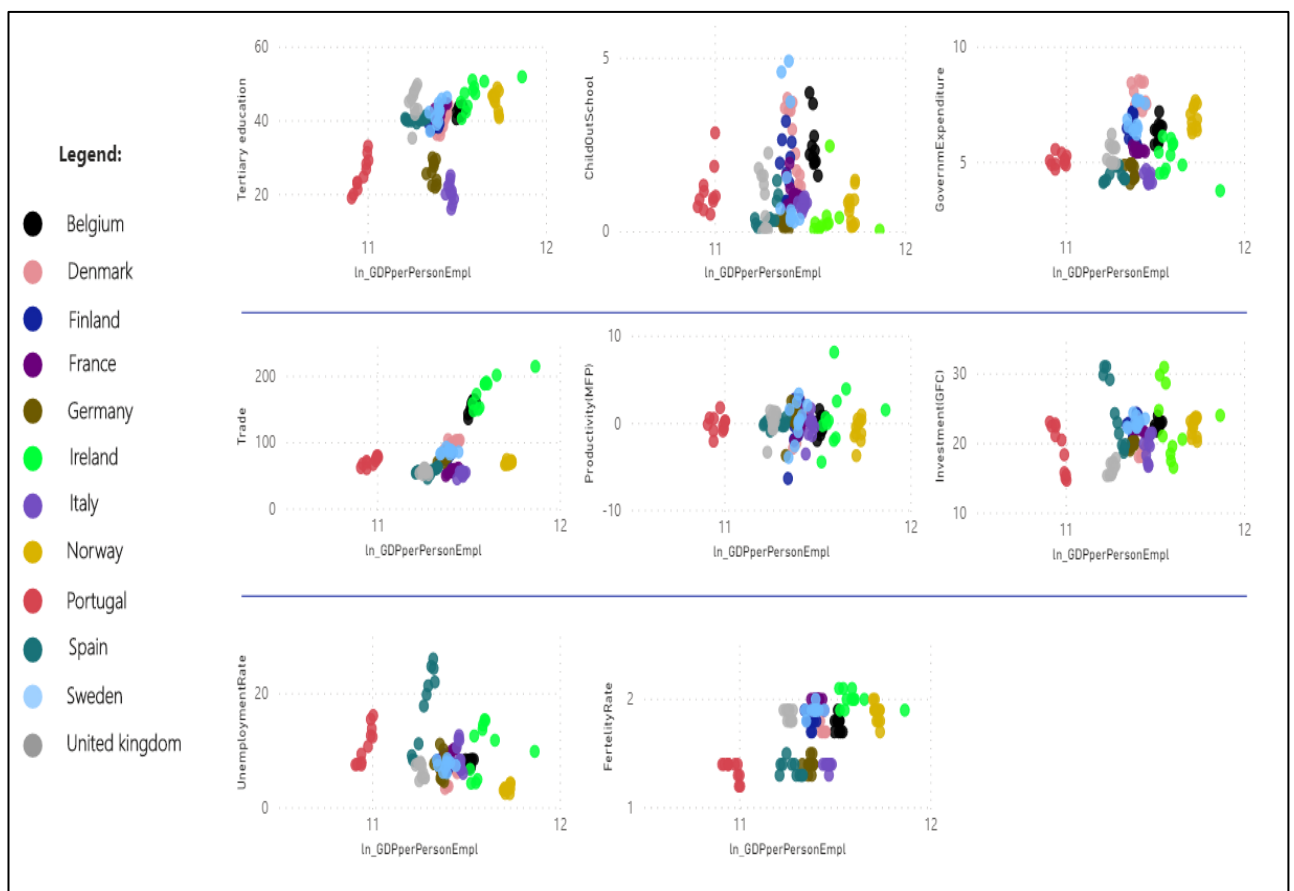 Legend:
Belgium
Denmark
Finland
France
Germany
Ireland
Italy
Norway
Portugal
Spain
Sweden
United kingdom
60
40
20
Tertiary education
11
12
ln_GDPperPersonEmpl
5
0
ChildOutSchool
11
12
ln_GDPperPersonEmpl
10
5
GovernmExpenditure
11
12
ln_GDPperPersonEmpl
200
100
0
Trade
11
12
ln_GDPperPersonEmpl
10
0
-10
Productivity(MFP)
11
12
ln_GDPperPersonEmpl
30
20
10
Investment(GFC)
11
12
ln_GDPperPersonEmpl
20
0
UnemploymentRate
11
12
ln_GDPperPersonEmpl
2
1
FertelityRate
11
12
ln_GDPperPersonEmpl